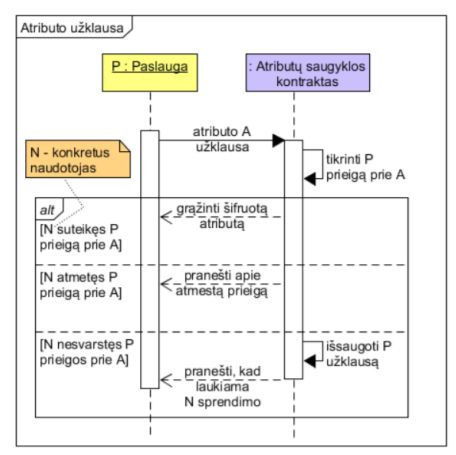 Atributo užklausa
P : Paslauga
: Atributų saugyklos
kontraktas
atributo A
užklausa
tikrinti P
prieigą prie A
N - konkretus
naudotojas
alt
grąžinti šifruotą
atributą
[N suteikęs P
prieigą prie A]
[N atmetęs P
prieigą prie A]
pranešti apie
atmestą prieigą
[N nesvarstęs P
prieigos prie A]
išsaugoti P
užklausą
pranešti, kad
laukiama
N sprendimo